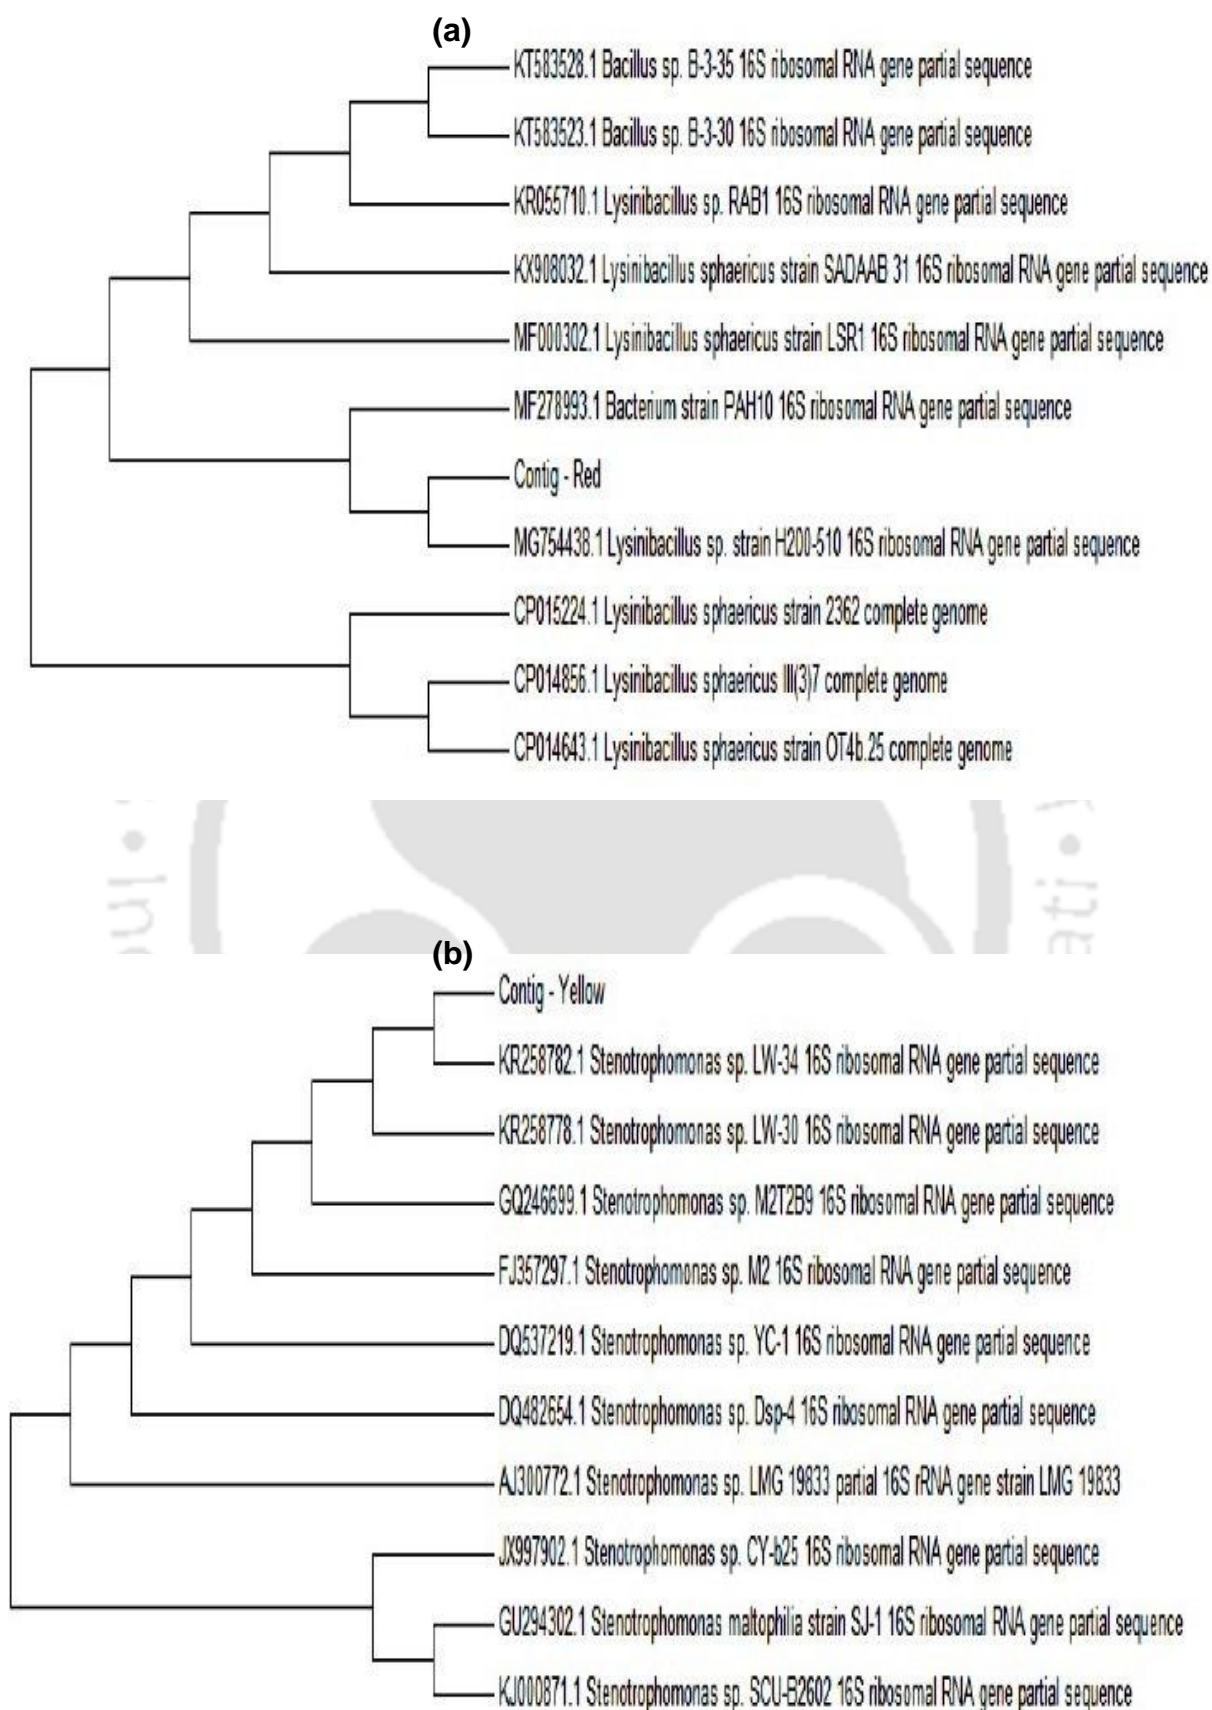 (a)
KT583528.1 Bacillus sp. B-3-35 16S ribosomal RNA gene partial sequence
KT583523.1 Bacillus sp. B-3-30 16S ribosomal RNA gene partial sequence
KR055710.1 Lysinibacillus sp. RAB1 16S ribosomal RNA gene partial sequence
KX908032.1 Lysinibacillus sphaericus strain SADAAB 31 16S ribosomal RNA gene partial sequence
MF000302.1 Lysinibacillus sphaericus strain LSR1 16S ribosomal RNA gene partial sequence
MF278993.1 Bacterium strain PAH10 16S ribosomal RNA gene partial sequence
Contig - Red
MG754438.1 Lysinibacillus sp. strain H200-510 16S ribosomal RNA gene partial sequence
CP015224.1 Lysinibacillus sphaericus strain 2362 complete genome
CP014856.1 Lysinibacillus sphaericus III(3)7 complete genome
CP014643.1 Lysinibacillus sphaericus strain OT4b.25 complete genome
(b)
Contig - Yellow
KR258782.1 Stenotrophomonas sp. LW-34 16S ribosomal RNA gene partial sequence
KR258778.1 Stenotrophomonas sp. LW-30 16S ribosomal RNA gene partial sequence
GQ246699.1 Stenotrophomonas sp. M2T2B9 16S ribosomal RNA gene partial sequence
FJ357297.1 Stenotrophomonas sp. M2 16S ribosomal RNA gene partial sequence
DQ537219.1 Stenotrophomonas sp. YC-1 16S ribosomal RNA gene partial sequence
DQ482654.1 Stenotrophomonas sp. Dsp-4 16S ribosomal RNA gene partial sequence
AJ300772.1 Stenotrophomonas sp. LMG 19833 partial 16S rRNA gene strain LMG 19833
JX997902.1 Stenotrophomonas sp. CY-b25 16S ribosomal RNA gene partial sequence
GU294302.1 Stenotrophomonas maltophilia strain SJ-1 16S ribosomal RNA gene partial sequence
KJ000871.1 Stenotrophomonas sp. SCU-B2602 16S ribosomal RNA gene partial sequence